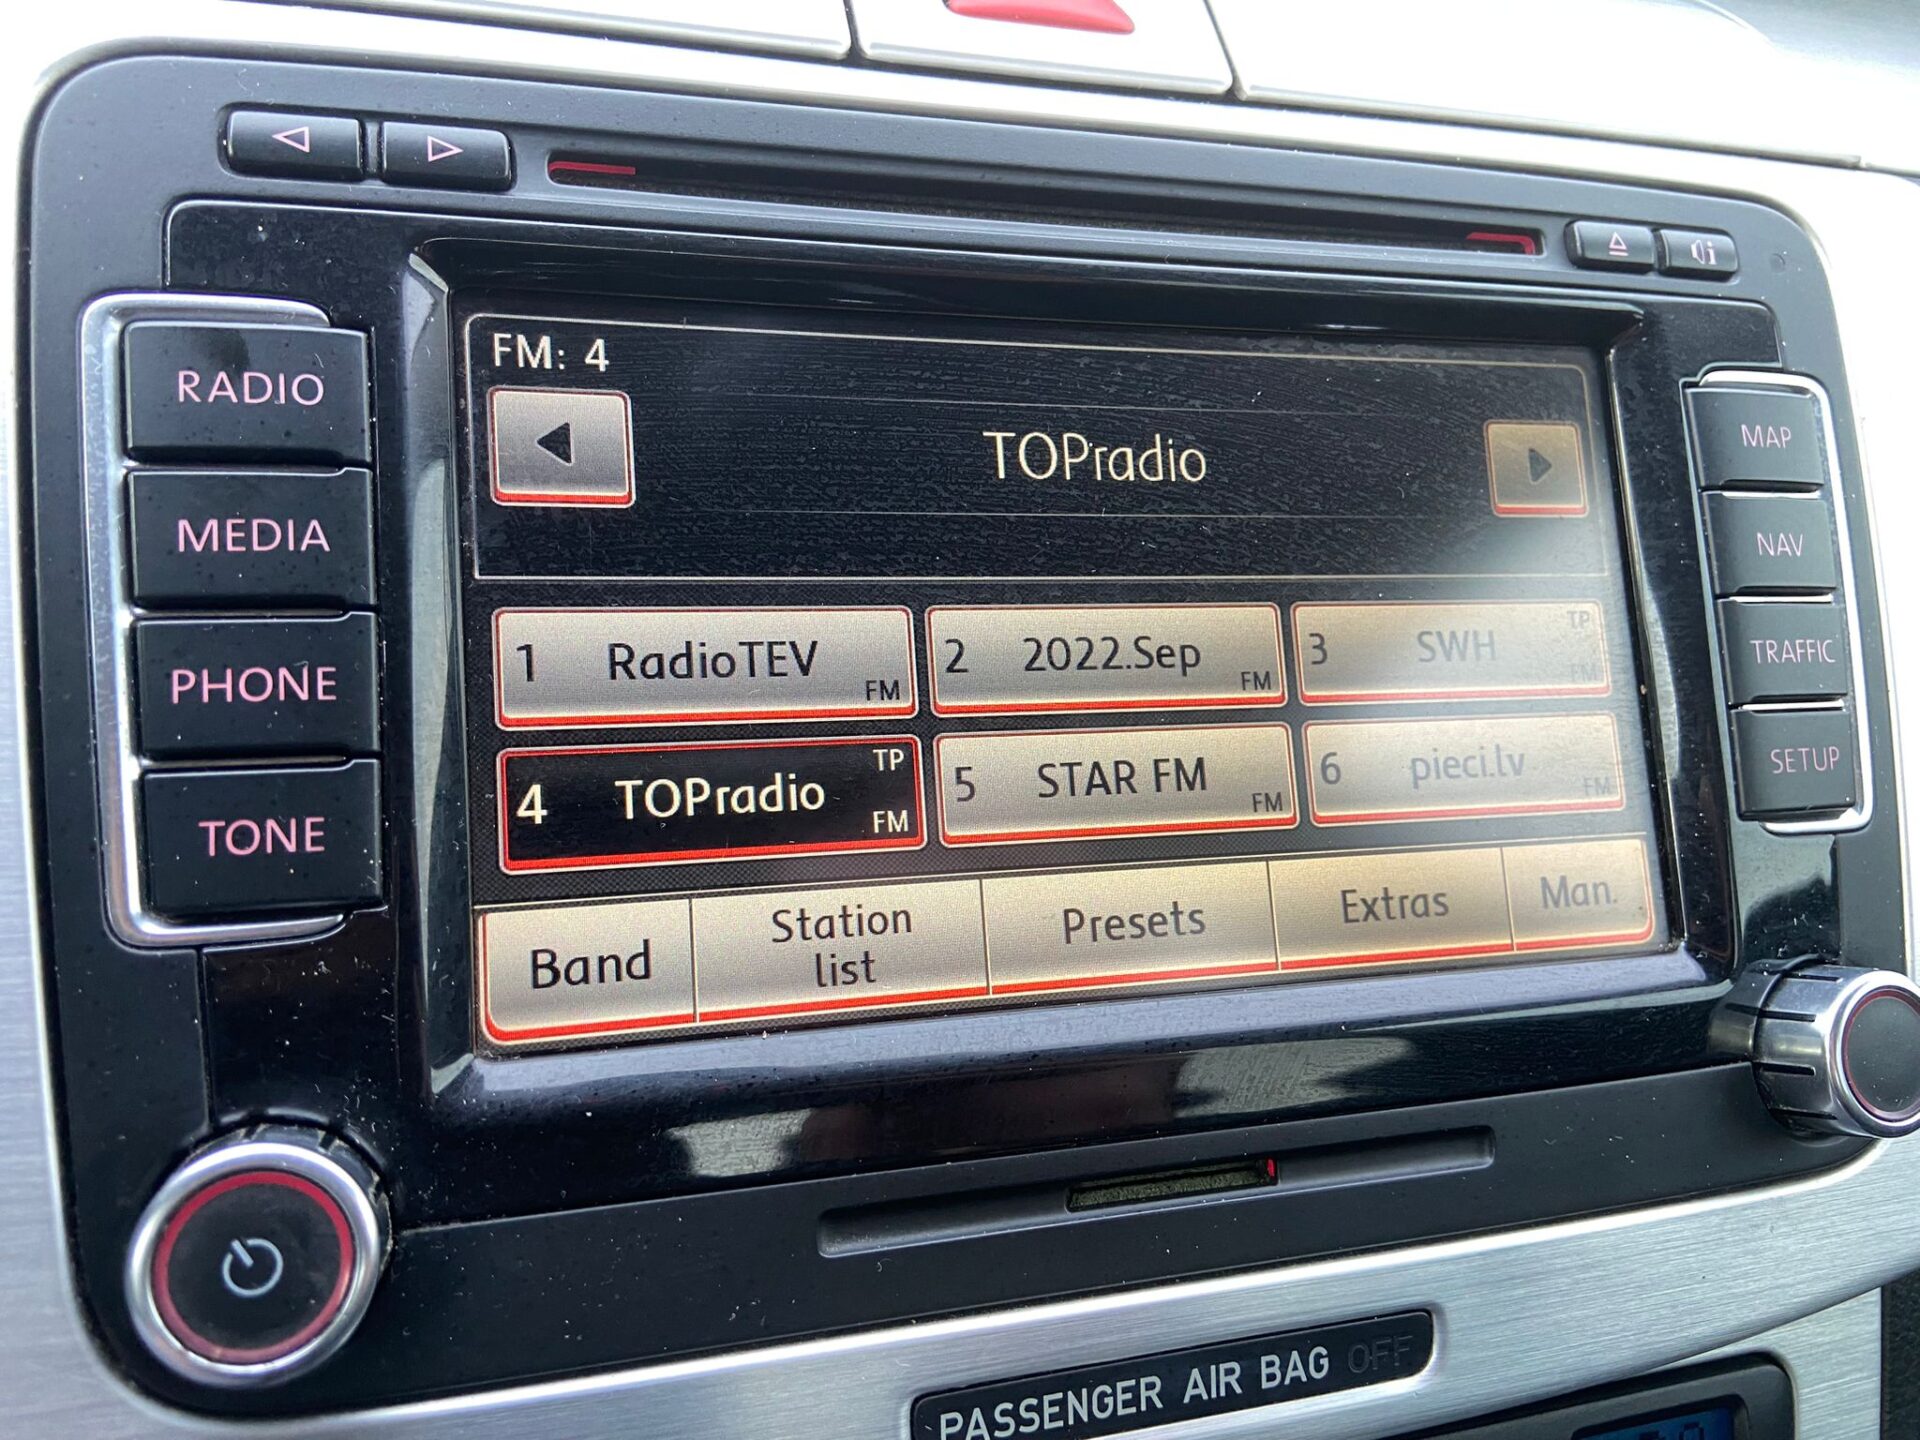 RADIO
MEDIA
PHONE
TONE
FM: 4
TOPradio
1 RadioTEV FM
2 2022.Sep FM
3 SWH TP FM
4 TOPradio TP FM
5 STAR FM FM
6 pieci.lv FM
Band
Station
list
Presets
Extras
Man.
MAP
NAV
TRAFFIC
SETUP
PASSENGER AIR BAG OFF